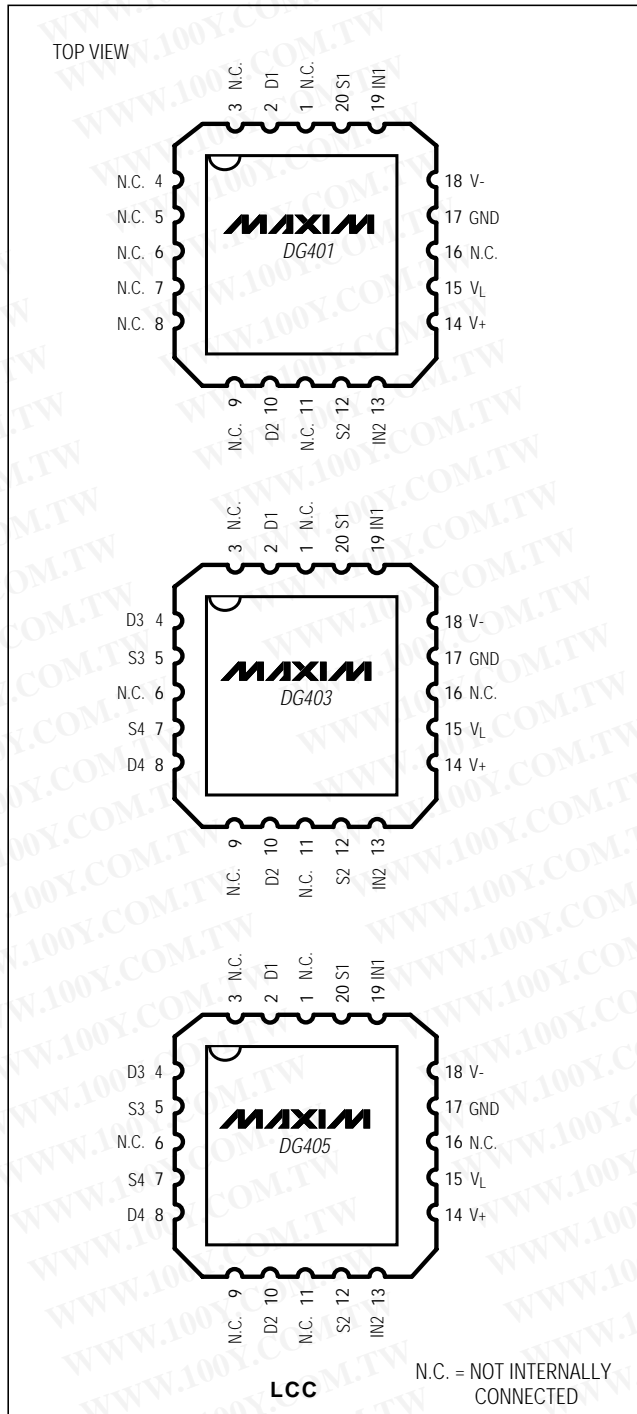 TOP VIEW
3 N.C.
2 D1
1 N.C.
20 S1
19 IN1
N.C. 4
N.C. 5
N.C. 6
N.C. 7
N.C. 8
MAXIM
DG401
18 V-
17 GND
16 N.C.
15 VL
14 V+
N.C. 9
D2 10
N.C. 11
S2 12
IN2 13
3 N.C.
2 D1
1 N.C.
20 S1
19 IN1
D3 4
S3 5
N.C. 6
S4 7
D4 8
MAXIM
DG403
18 V-
17 GND
16 N.C.
15 VL
14 V+
N.C. 9
D2 10
N.C. 11
S2 12
IN2 13
3 N.C.
2 D1
1 N.C.
20 S1
19 IN1
D3 4
S3 5
N.C. 6
S4 7
D4 8
MAXIM
DG405
18 V-
17 GND
16 N.C.
15 VL
14 V+
N.C. 9
D2 10
N.C. 11
S2 12
IN2 13
LCC
N.C. = NOT INTERNALLY
CONNECTED
WWW.100Y.COM.TW